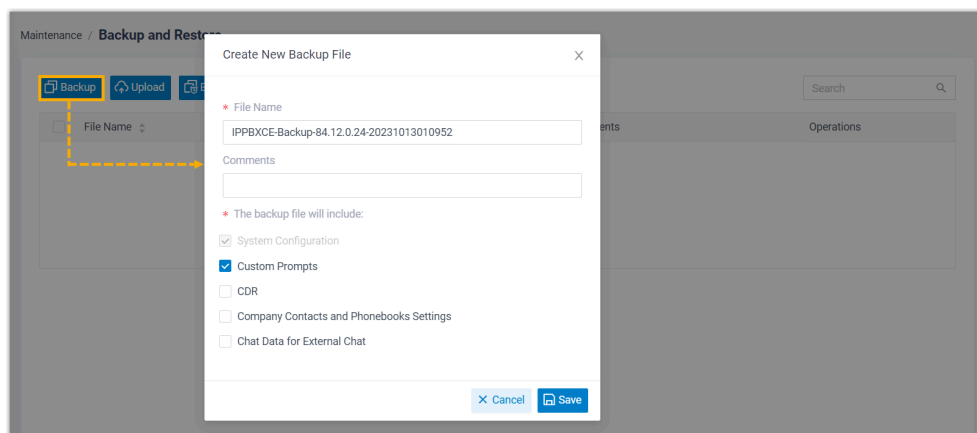 Maintenance / Backup and Restore
Create New Backup File
Backup
Upload
Search
* File Name
File Name
IPPBXCE-Backup-84.12.0.24-20231013010952
Operations
Comments
* The backup file will include:
System Configuration
Custom Prompts
CDR
Company Contacts and Phonebooks Settings
Chat Data for External Chat
Cancel
Save